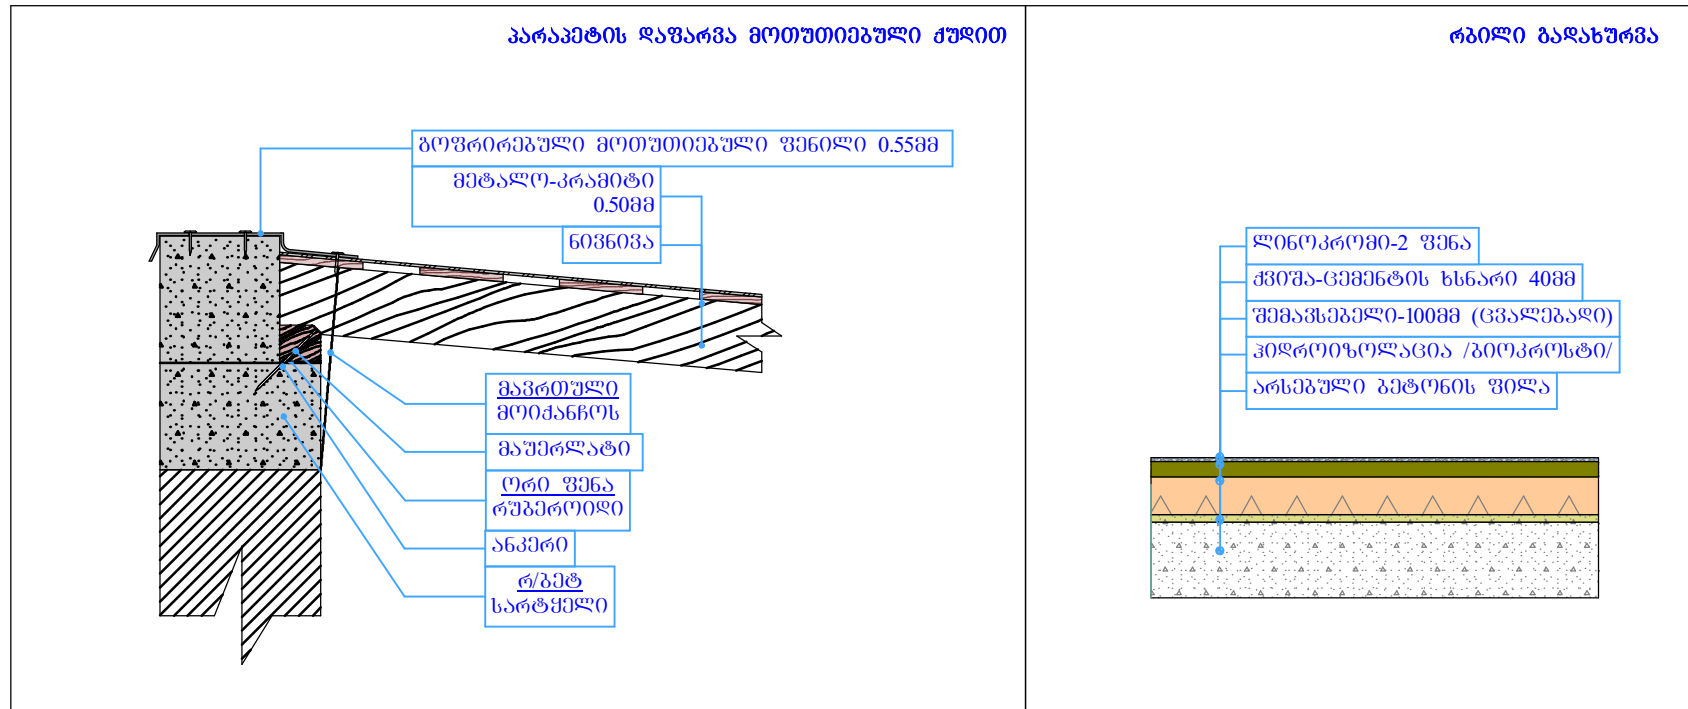 პარაპეტის დაფარვა მოთუთიებული ქუდით
გოფრირებული მოთუთიებული ფენილი 0.55მმ
მეტალო-კრამიტი
0.50მმ
ნივნივა
მავრთული
მოიქანჩოს
მაუერლატი
ორი ფენა
რუბეროიდი
ანკერი
რ/ბეტ
სარტყელი
რბილი გადახურვა
ლინოკრომი-2 ფენა
ქვიშა-ცემენტის ხსნარი 40მმ
შემავსებელი-100მმ (ცვალებადი)
ჰიდროიზოლაცია /ბიოკროსტი/
არსებული ბეტონის ფილა